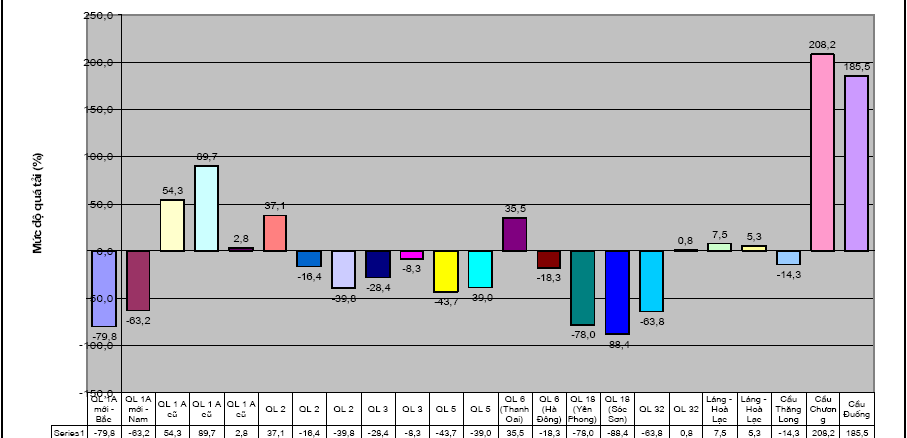 250,0
200,0
150,0
100,0
50,0
0,0
-50,0
-100,0
-150,0
Mức độ quá tải (%)
-79,8
-63,2
54,3
89,7
2,8
37,1
-16,4
-39,8
-28,4
-8,3
-43,7
-39,0
35,5
-18,3
-78,0
-88,4
-63,8
0,8
7,5
5,3
-14,3
208,2
185,5
QL 1A mới - Bắc
QL 1A mới - Nam
QL 1 A cũ
QL 1 A cũ
QL 1 A cũ
QL 2
QL 2
QL 2
QL 3
QL 3
QL 5
QL 5
QL 6 (Thanh Oai)
QL 6 (Hà Đông)
QL 18 (Yên Phong)
QL 18 (Sóc Sơn)
QL 32
QL 32
Láng - Hoà Lạc
Láng - Hoà Lạc
Cầu Thăng Long
Cầu Chương
Cầu Đuống
Series1 -79,8 -63,2 54,3 89,7 2,8 37,1 -16,4 -39,8 -28,4 -8,3 -43,7 -39,0 35,5 -18,3 -78,0 -88,4 -63,8 0,8 7,5 5,3 -14,3 208,2 185,5